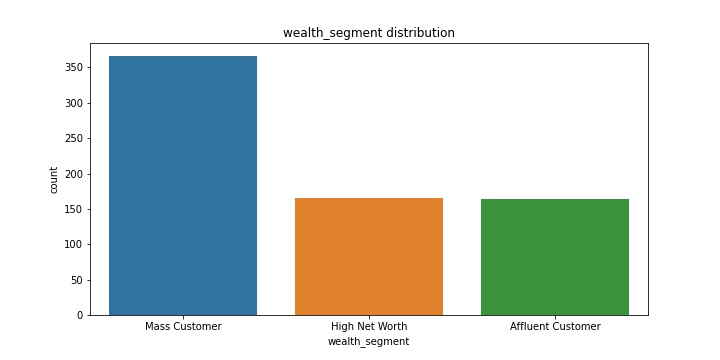 wealth_segment distribution
count
350
300
250
200
150
100
50
0
Mass Customer
High Net Worth
Affluent Customer
wealth_segment